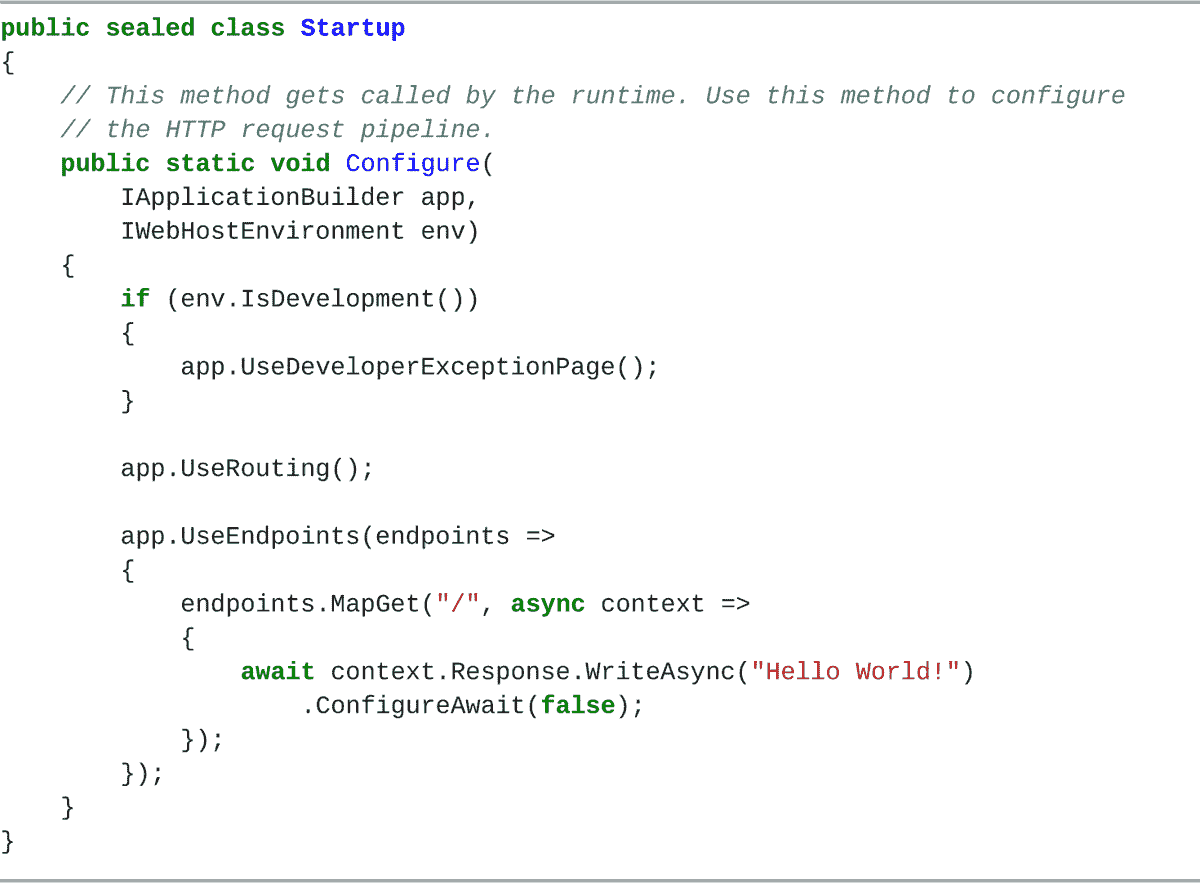 public sealed class Startup
{
    // This method gets called by the runtime. Use this method to configure
    // the HTTP request pipeline.
    public static void Configure(
        IApplicationBuilder app,
        IWebHostEnvironment env)
    {
        if (env.IsDevelopment())
        {
            app.UseDeveloperExceptionPage();
        }

        app.UseRouting();

        app.UseEndpoints(endpoints =>
        {
            endpoints.MapGet("/", async context =>
            {
                await context.Response.WriteAsync("Hello World!")
                    .ConfigureAwait(false);
            });
        });
    }
}